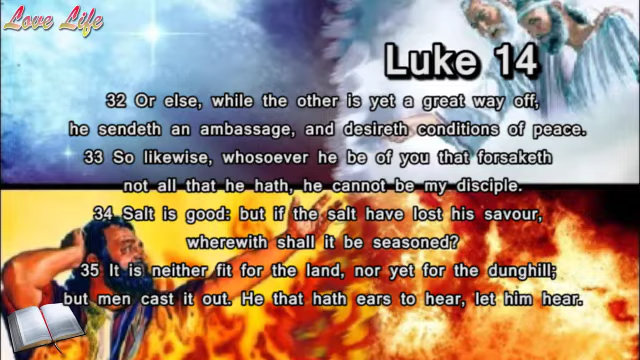 Love Life
Luke 14
32 Or else, while the other is yet a great way off,
he sendeth an ambassage, and desireth conditions of peace.
33 So likewise, whosoever he be of you that forsaketh
not all that he hath, he cannot be my disciple.
34 Salt is good: but if the salt have lost his savour,
wherewith shall it be seasoned?
35 It is neither fit for the land, nor yet for the dunghill;
but men cast it out. He that hath ears to hear, let him hear.